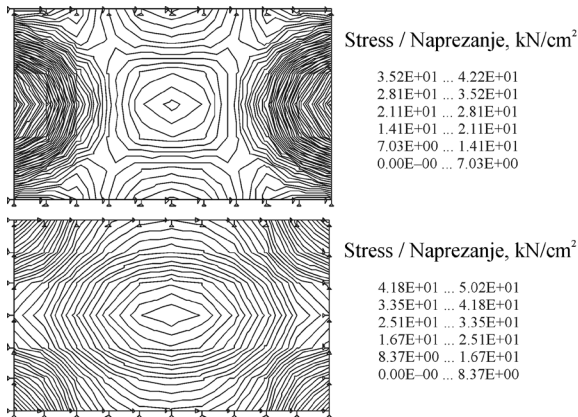 Stress / Naprezanje, kN/cm²
3.52E+01 ... 4.22E+01
2.81E+01 ... 3.52E+01
2.11E+01 ... 2.81E+01
1.41E+01 ... 2.11E+01
7.03E+00 ... 1.41E+01
0.00E–00 ... 7.03E+00
Stress / Naprezanje, kN/cm²
4.18E+01 ... 5.02E+01
3.35E+01 ... 4.18E+01
2.51E+01 ... 3.35E+01
1.67E+01 ... 2.51E+01
8.37E+00 ... 1.67E+01
0.00E–00 ... 8.37E+00